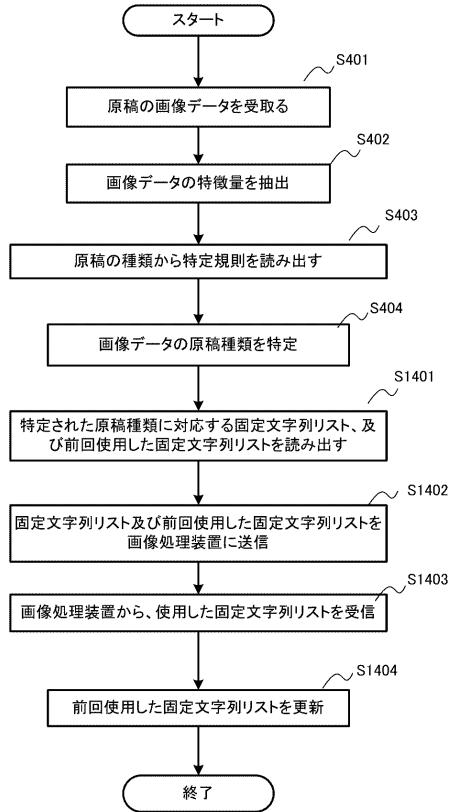 スタート
S401
原稿の画像データを受取る
S402
画像データの特徴量を抽出
S403
原稿の種類から特定規則を読み出す
S404
画像データの原稿種類を特定
S1401
特定された原稿種類に対応する固定文字列リスト、及
び前回使用した固定文字列リストを読み出す
S1402
固定文字列リスト及び前回使用した固定文字列リストを
画像処理装置に送信
S1403
画像処理装置から、使用した固定文字列リストを受信
S1404
前回使用した固定文字列リストを更新
終了